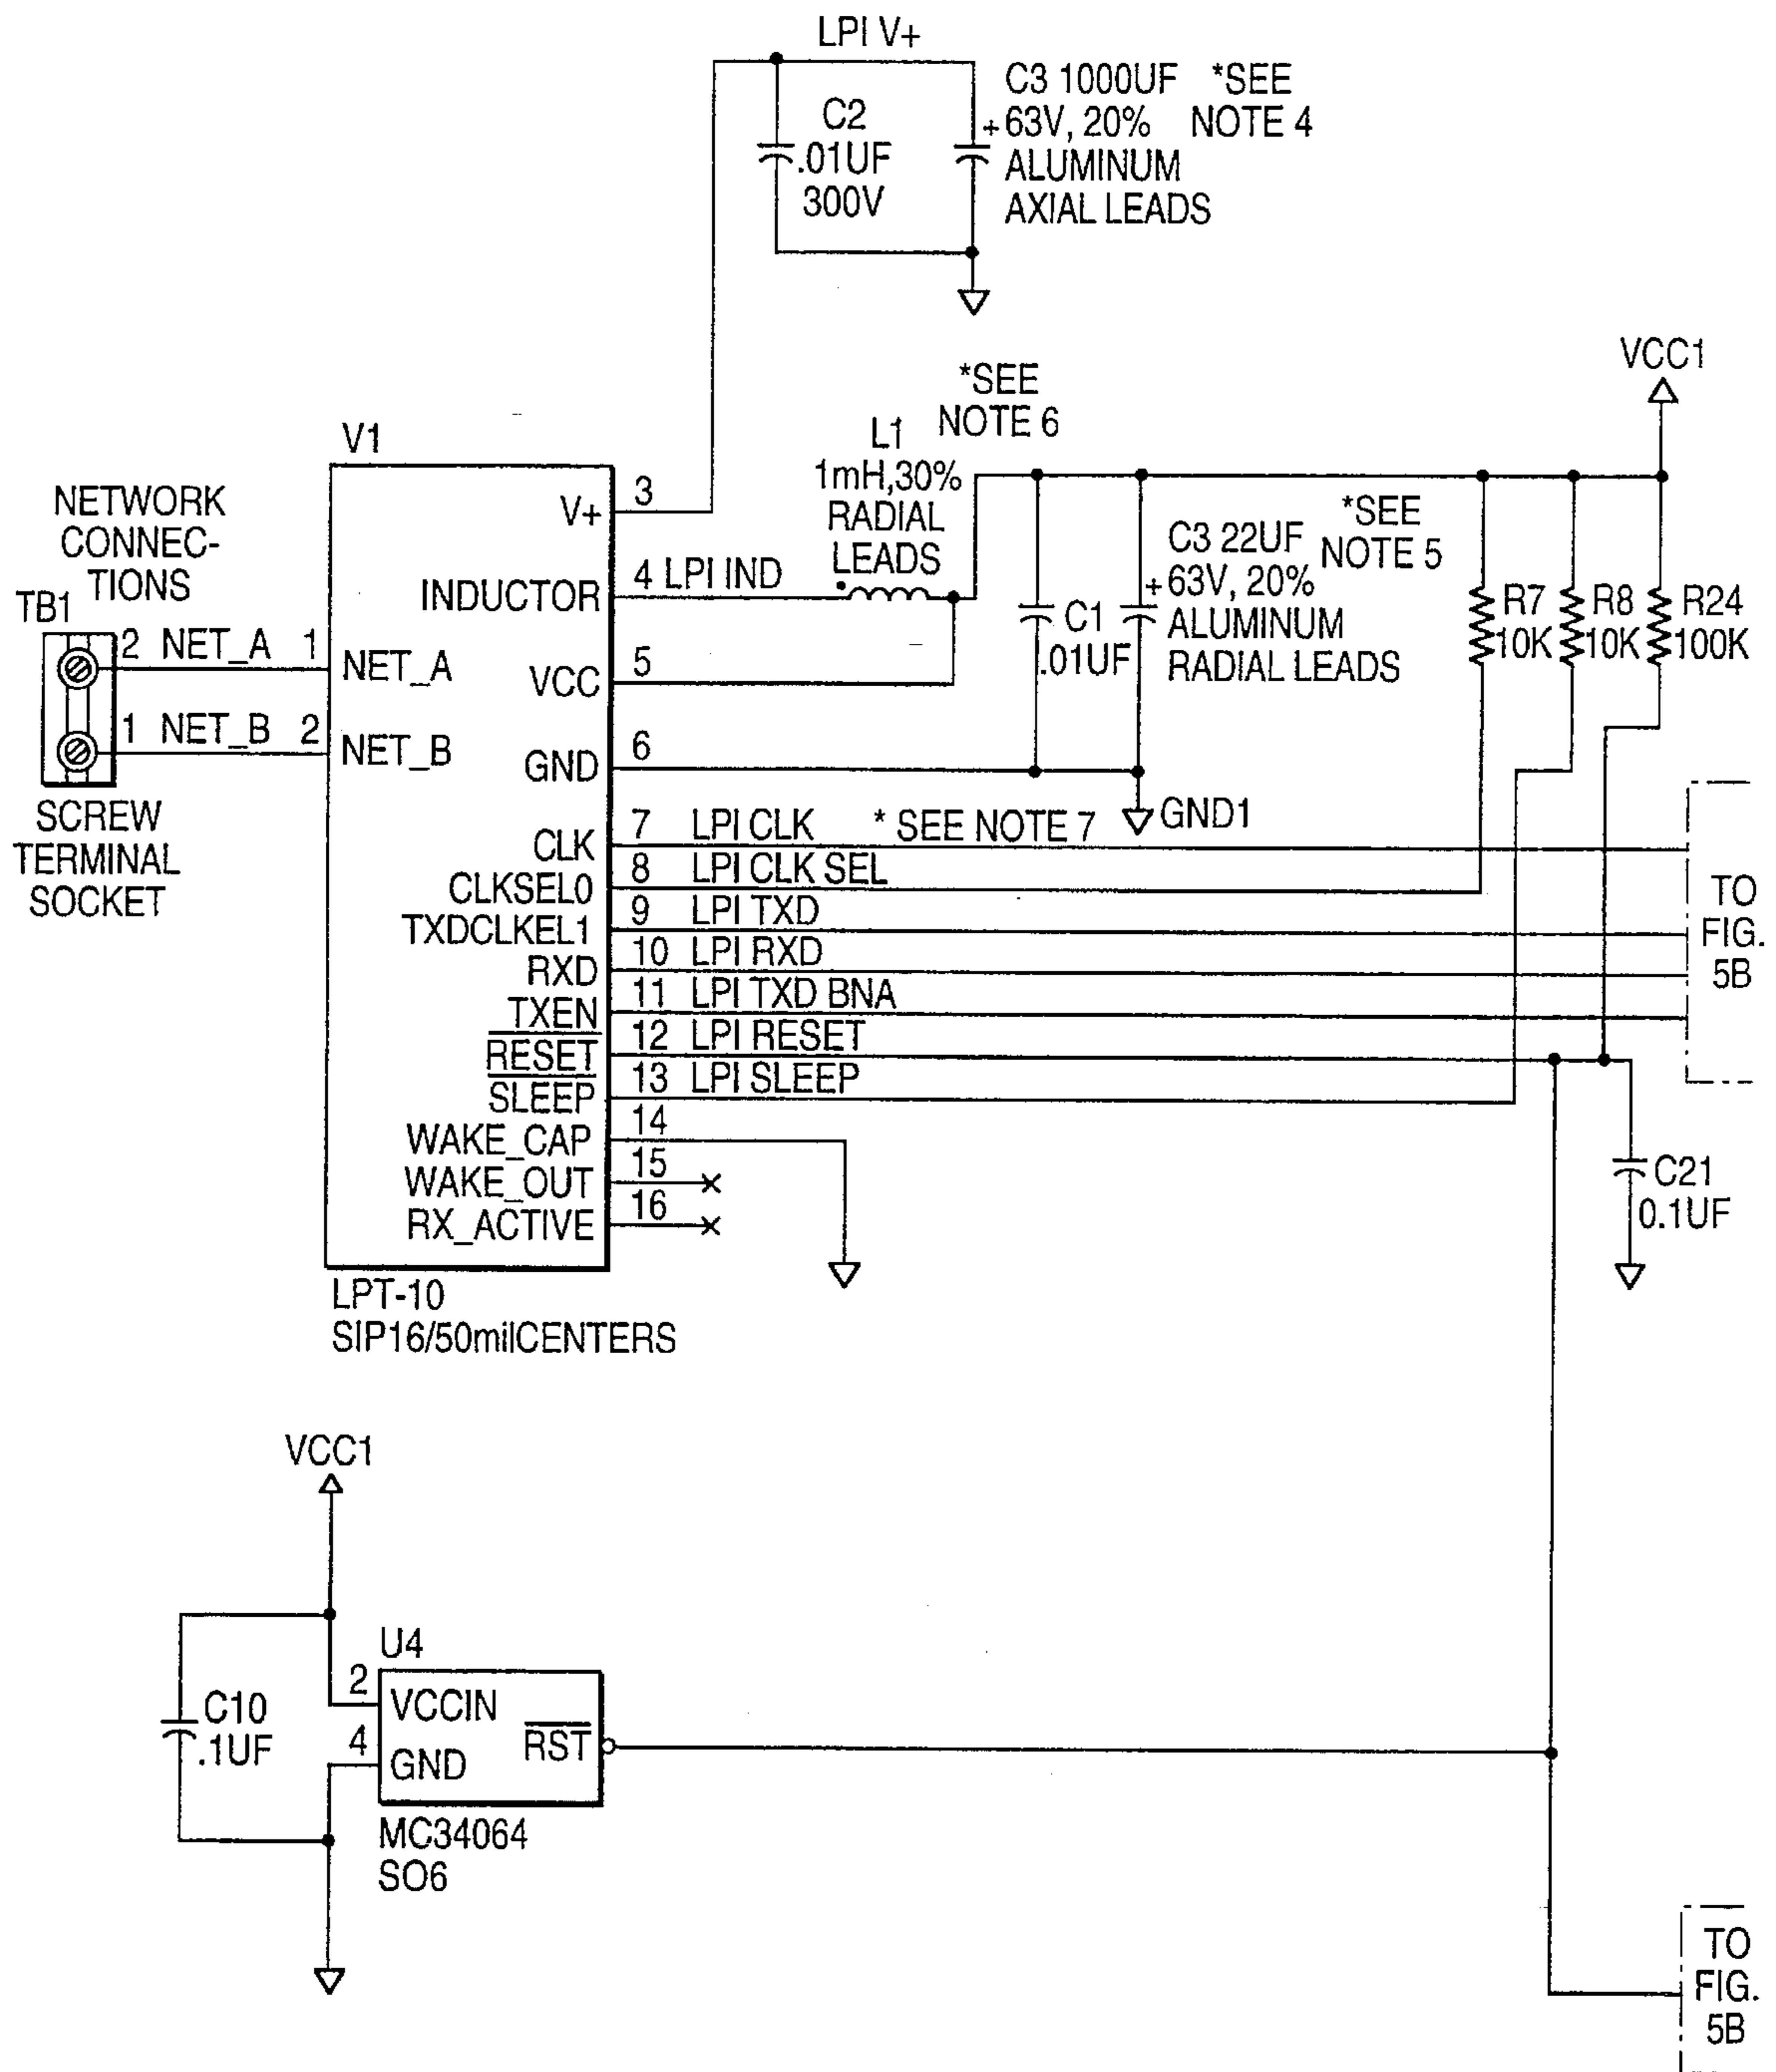 LPI V+
C3 1000UF *SEE
+ 63V, 20% NOTE 4
ALUMINUM
AXIAL LEADS
C2
.01UF
300V
VCC1
*SEE
NOTE 6
L1
1mH,30%
RADIAL
LEADS
V1
NETWORK
CONNEC-
TIONS
TB1
2 NET_A 1
1 NET_B 2
SCREW
TERMINAL
SOCKET
NET_A
NET_B
V+ 3
INDUCTOR 4 LPI IND
VCC 5
GND 6
CLK 7 LPI CLK * SEE NOTE 7
CLKSEL0 8 LPI CLK SEL
TXDCLKEL1 9 LPI TXD
RXD 10 LPI RXD
TXEN 11 LPI TXD BNA
RESET 12 LPI RESET
SLEEP 13 LPI SLEEP
WAKE_CAP 14
WAKE_OUT 15
RX_ACTIVE 16
LPT-10
SIP16/50milCENTERS
C1
.01UF
*SEE
NOTE 5
C3 22UF
+ 63V, 20%
ALUMINUM
RADIAL LEADS
GND1
R7
10K
R8
10K
R24
100K
TO
FIG.
5B
C21
0.1UF
VCC1
C10
.1UF
U4
2 VCCIN
4 GND
RST
MC34064
SO6
TO
FIG.
5B